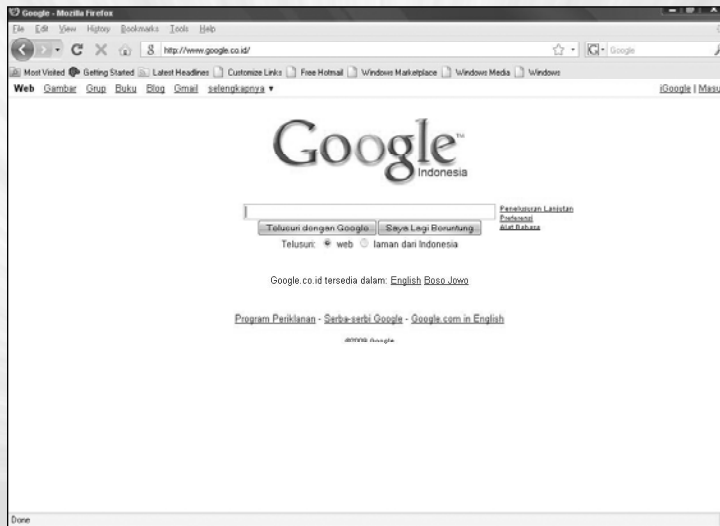 Google - Mozilla Firefox
File Edit View History Bookmarks Tools Help
http://www.google.co.id/ Google
Most Visited Getting Started Latest Headlines Customize Links Free Hotmail Windows Marketplace Windows Media Windows
Web Gambar Grup Buku Blog Gmail selengkapnya ▼ iGoogle | Masu
Google™
Indonesia
Penelusuran Lanjutan
Preferensi
Alat Bahasa
Telusuri dengan Google Saya Lagi Beruntung
Telusuri: web laman dari Indonesia
Google.co.id tersedia dalam: English Boso Jowo
Program Periklanan - Serba-serbi Google - Google.com in English
©2009 Google
Done